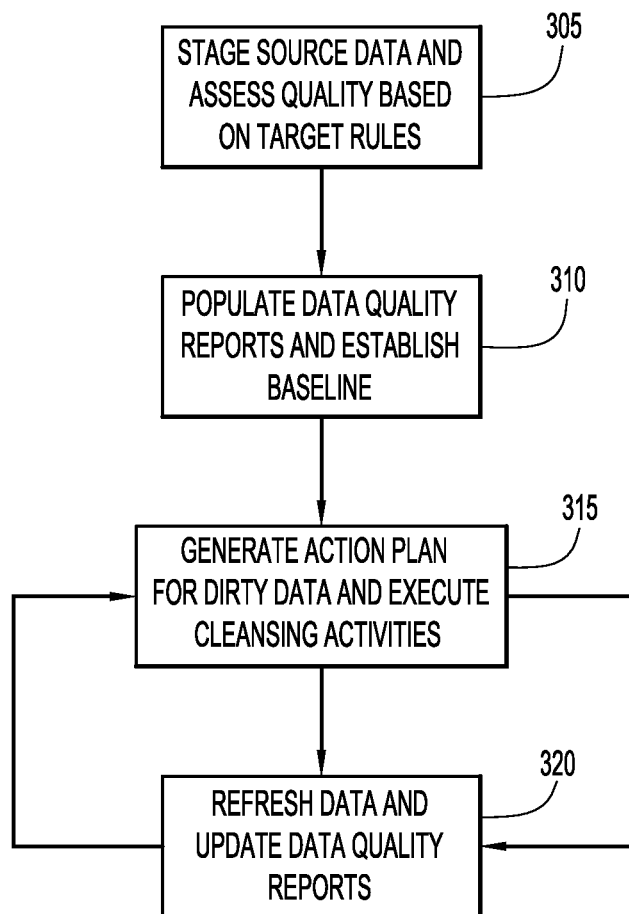 STAGE SOURCE DATA AND
ASSESS QUALITY BASED
ON TARGET RULES
305
POPULATE DATA QUALITY
REPORTS AND ESTABLISH
BASELINE
310
GENERATE ACTION PLAN
FOR DIRTY DATA AND EXECUTE
CLEANSING ACTIVITIES
315
REFRESH DATA AND
UPDATE DATA QUALITY
REPORTS
320